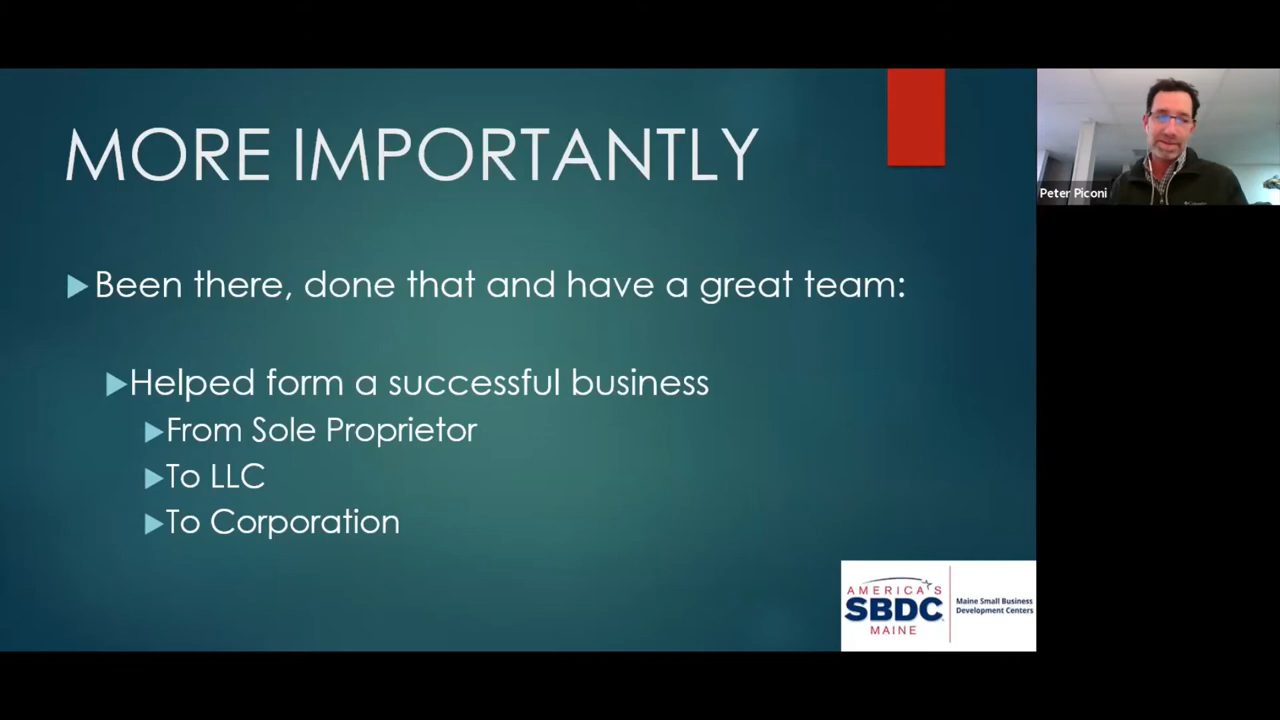 MORE IMPORTANTLY
Been there, done that and have a great team:
Helped form a successful business
From Sole Proprietor
To LLC
To Corporation
Peter Piconi
AMERICA'S
SBDC
MAINE
Maine Small Business
Development Centers